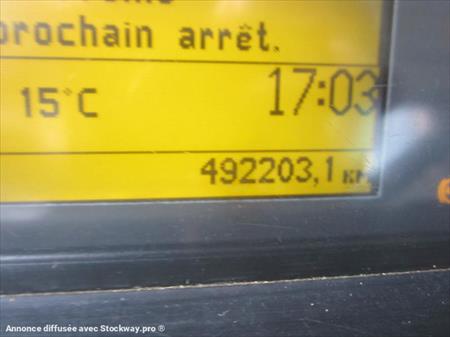 prochain arrêt.
15°C 17:03
492203,1 KM
Annonce diffusée avec Stockway.pro ®